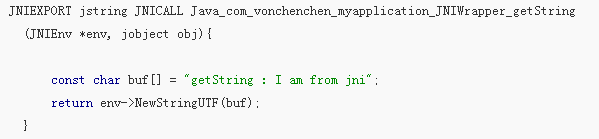 JNIEXPORT jstring JNICALL Java_com_vonchenchen_myapplication_JNIWrapper_getString
(JNIEnv *env, jobject obj){
const char buf[] = "getString : I am from jni";
return env->NewStringUTF(buf);
}